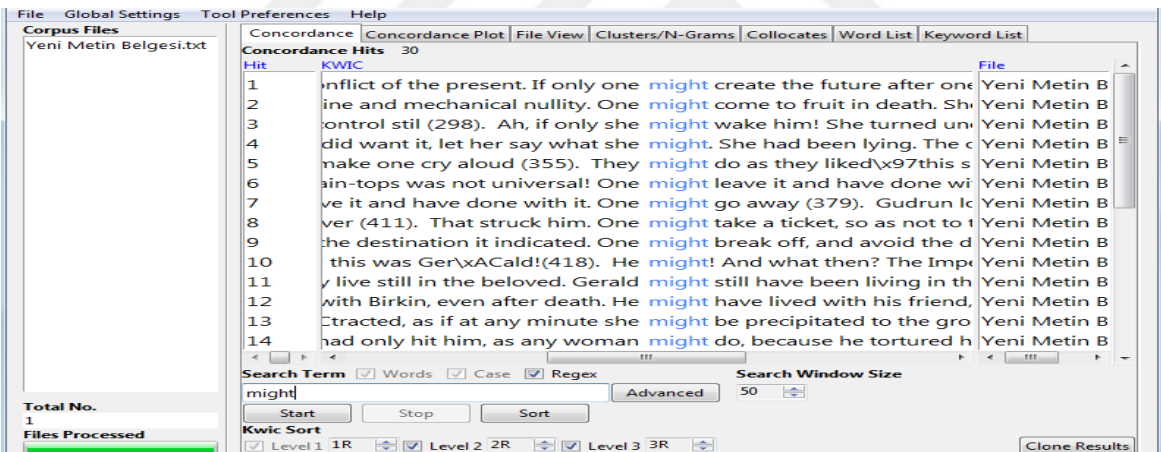 File Global Settings Tool Preferences Help
Corpus Files
Yeni Metin Belgesi.txt
Concordance Concordance Plot File View Clusters/N-Grams Collocates Word List Keyword List
Concordance Hits 30
Hit KWIC File
1 onflict of the present. If only one might create the future after one Yeni Metin B
2 ine and mechanical nullity. One might come to fruit in death. Sh Yeni Metin B
3 control stil (298). Ah, if only she might wake him! She turned un Yeni Metin B
4 did want it, let her say what she might. She had been lying. The Yeni Metin B
5 make one cry aloud (355). They might do as they liked\x97this s Yeni Metin B
6 ain-tops was not universal! One might leave it and have done wi Yeni Metin B
7 ve it and have done with it. One might go away (379). Gudrun lo Yeni Metin B
8 ver (411). That struck him. One might take a ticket, so as not to Yeni Metin B
9 the destination it indicated. One might break off, and avoid the d Yeni Metin B
10 this was Ger\xACald!(418). He might! And what then? The Impe Yeni Metin B
11 y live still in the beloved. Gerald might still have been living in th Yeni Metin B
12 with Birkin, even after death. He might have lived with his friend, Yeni Metin B
13 Ctracted, as if at any minute she might be precipitated to the gro Yeni Metin B
14 had only hit him, as any woman might do, because he tortured h Yeni Metin B
Search Term Words Case Regex Search Window Size
might Advanced 50
Start Stop Sort
Total No.
1
Files Processed
Kwic Sort
Level 1 1R Level 2 2R Level 3 3R Clone Results